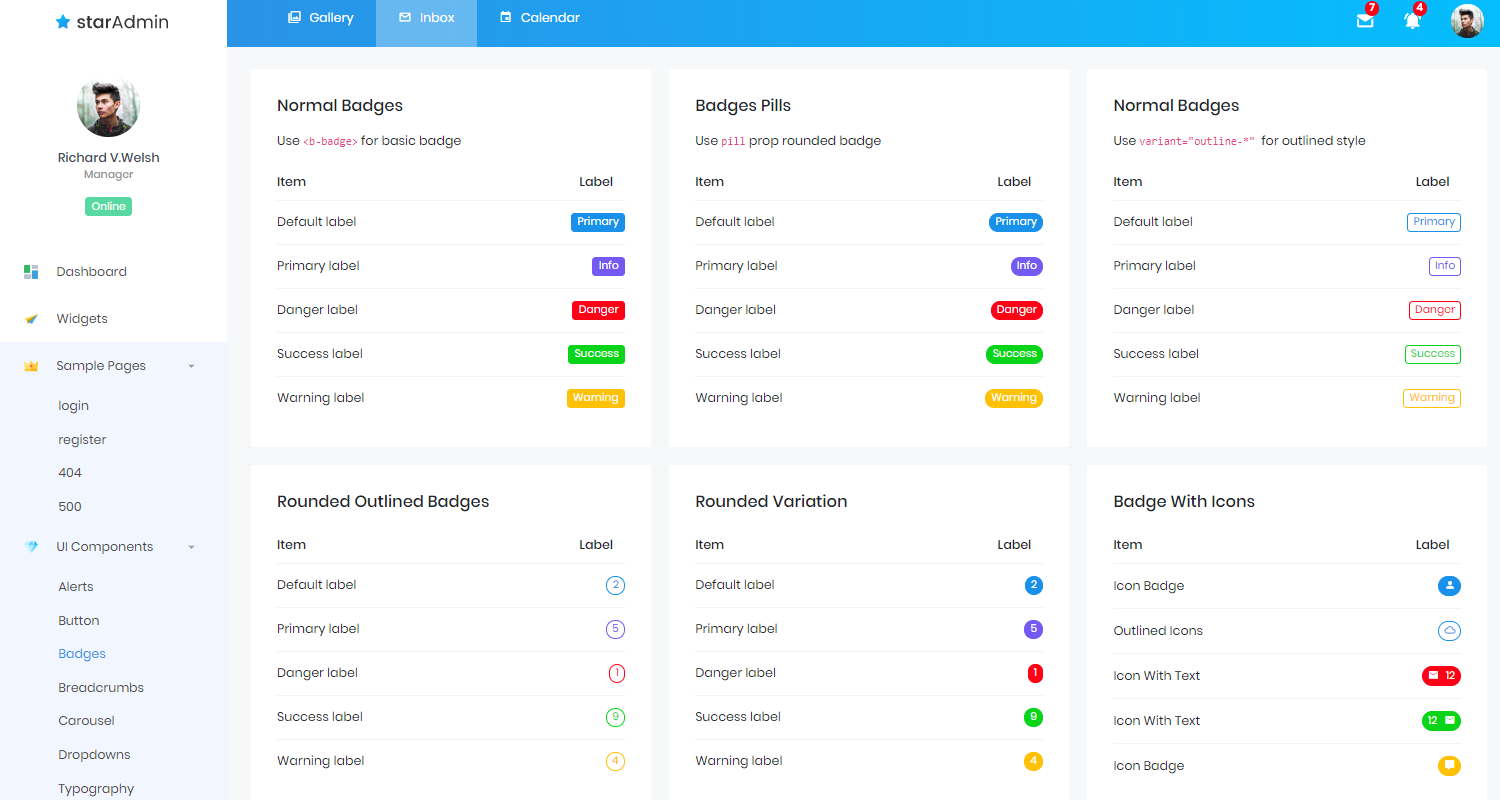 starAdmin
Gallery
Inbox
Calendar
7
4
Richard V.Welsh
Manager
Online
Dashboard
Widgets
Sample Pages
login
register
404
500
UI Components
Alerts
Button
Badges
Breadcrumbs
Carousel
Dropdowns
Typography
Normal Badges
Use <b-badge> for basic badge
Item Label
Default label Primary
Primary label Info
Danger label Danger
Success label Success
Warning label Warning
Badges Pills
Use pill prop rounded badge
Item Label
Default label Primary
Primary label Info
Danger label Danger
Success label Success
Warning label Warning
Normal Badges
Use variant="outline-*" for outlined style
Item Label
Default label Primary
Primary label Info
Danger label Danger
Success label Success
Warning label Warning
Rounded Outlined Badges
Item Label
Default label 2
Primary label 5
Danger label 1
Success label 9
Warning label 4
Rounded Variation
Item Label
Default label 2
Primary label 5
Danger label 1
Success label 9
Warning label 4
Badge With Icons
Item Label
Icon Badge
Outlined Icons
Icon With Text 12
Icon With Text 12
Icon Badge